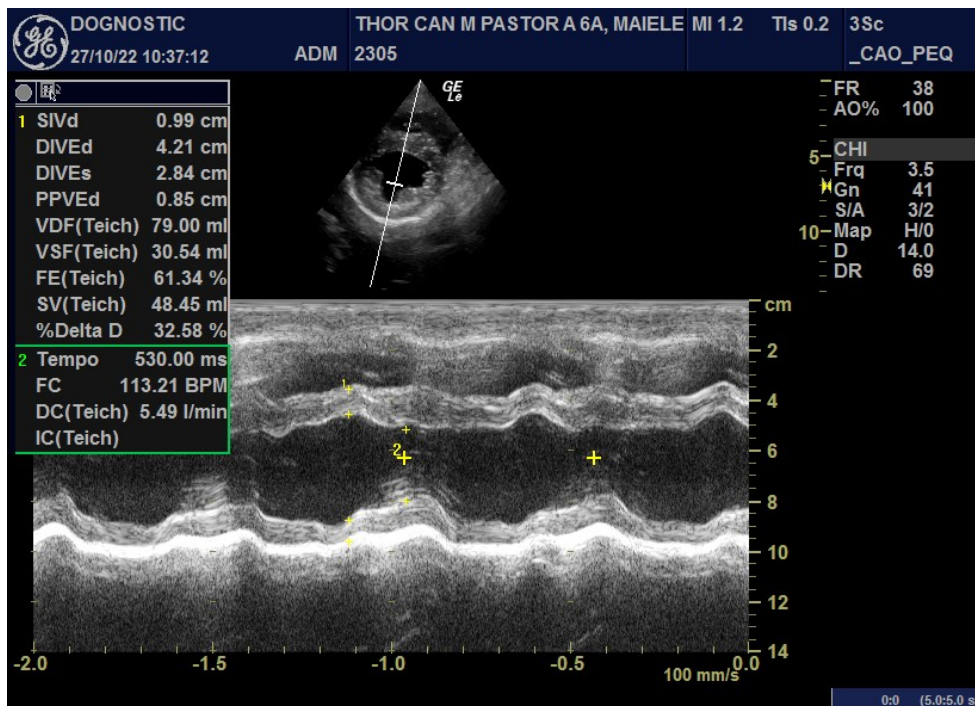 DOGNOSTIC
THOR CAN M PASTOR A 6A, MAIELE
MI 1.2
TIs 0.2
3Sc
27/10/22 10:37:12
ADM
2305
_CAO_PEQ
GE
Le
1 SIVd 0.99 cm
DIVEd 4.21 cm
DIVEs 2.84 cm
PPVEd 0.85 cm
VDF(Teich) 79.00 ml
VSF(Teich) 30.54 ml
FE(Teich) 61.34 %
SV(Teich) 48.45 ml
%Delta D 32.58 %
2 Tempo 530.00 ms
FC 113.21 BPM
DC(Teich) 5.49 l/min
IC(Teich)
FR 38
AO% 100
CHI
Frq 3.5
Gn 41
S/A 3/2
Map H/0
D 14.0
DR 69
5
10
cm
2
4
6
8
10
12
14
1
2
-2.0
-1.5
-1.0
-0.5
0.0
100 mm/s
0:0 (5.0:5.0 s